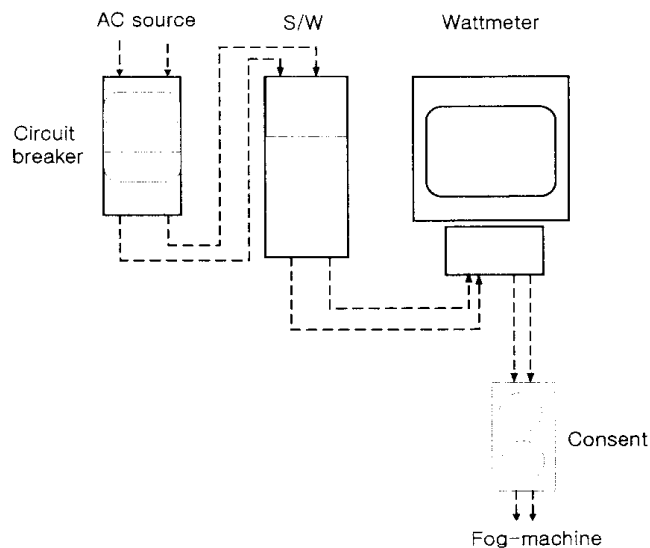 AC source
S/W
Wattmeter
Circuit
breaker
Consent
Fog-machine